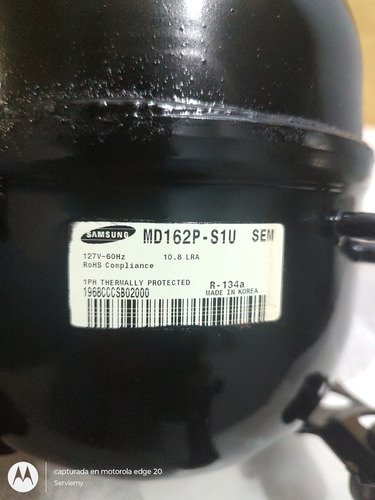 SAMSUNG MD162P-S1U SEM
127V~60Hz 10.8 LRA
RoHS Compliance
1PH THERMALLY PROTECTED R-134a
196BCCCSB02000 MADE IN KOREA
capturada en motorola edge 20
Serviemy